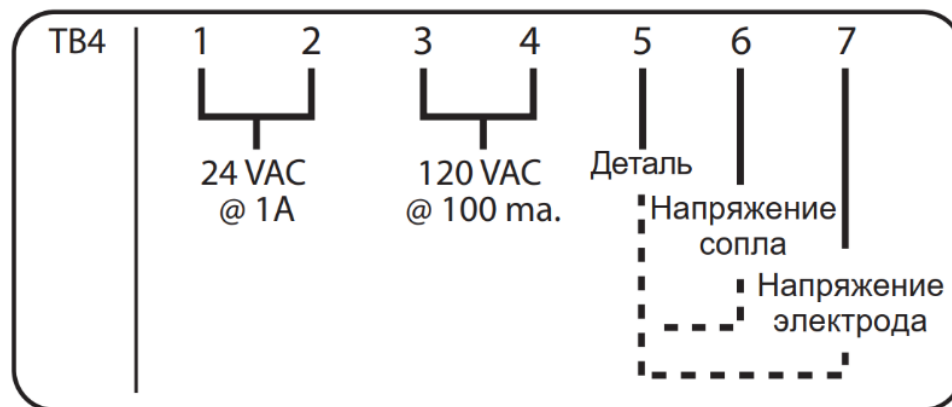 TB4 1 2 3 4 5 6 7
24 VAC
@ 1A
120 VAC
@ 100 ma.
Деталь
Напряжение
сопла
Напряжение
электрода